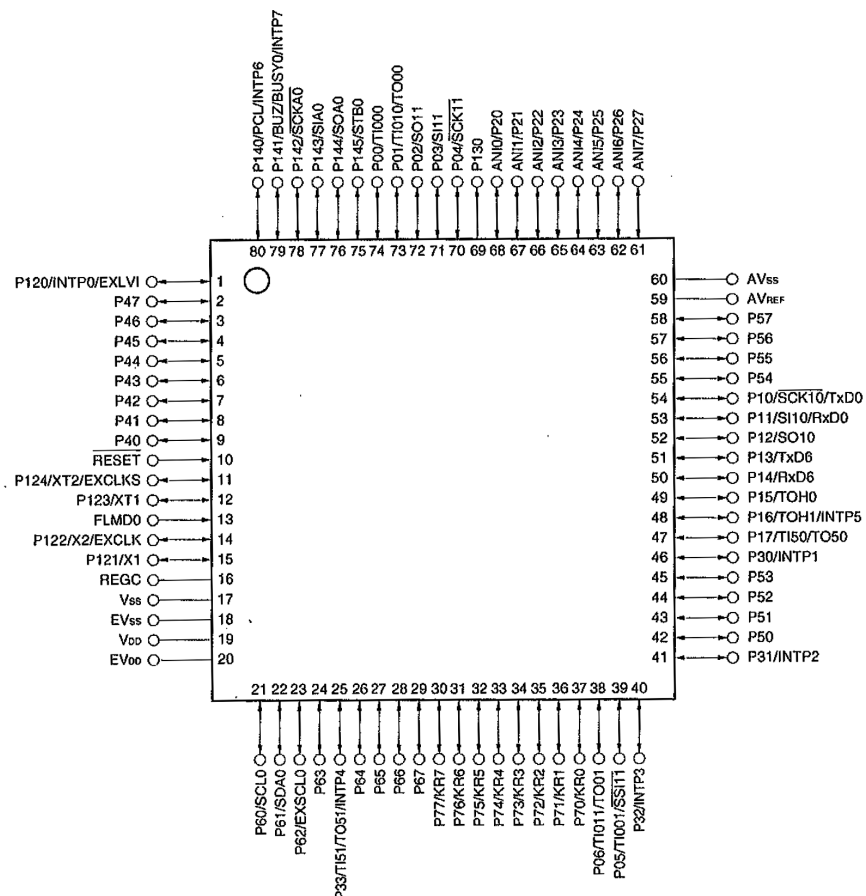 P140/PCL/INTP6
P141/BUZ/BUSY0/INTP7
P142/SCKA0
P143/SIA0
P144/SOA0
P145/STB0
P00/TI000
P01/TI010/TO00
P02/SO11
P03/SI11
P04/SCK11
P130
ANI0/P20
ANI1/P21
ANI2/P22
ANI3/P23
ANI4/P24
ANI5/P25
ANI6/P26
ANI7/P27
80 79 78 77 76 75 74 73 72 71 70 69 68 67 66 65 64 63 62 61
P120/INTP0/EXLVI 1
P47 2
P46 3
P45 4
P44 5
P43 6
P42 7
P41 8
P40 9
RESET 10
P124/XT2/EXCLKS 11
P123/XT1 12
FLMD0 13
P122/X2/EXCLK 14
P121/X1 15
REGC 16
Vss 17
EVss 18
VDD 19
EVDD 20
60 AVss
59 AVREF
58 P57
57 P56
56 P55
55 P54
54 P10/SCK10/TxD0
53 P11/SI10/RxD0
52 P12/SO10
51 P13/TxD6
50 P14/RxD6
49 P15/TOH0
48 P16/TOH1/INTP5
47 P17/TI50/TO50
46 P30/INTP1
45 P53
44 P52
43 P51
42 P50
41 P31/INTP2
21 22 23 24 25 26 27 28 29 30 31 32 33 34 35 36 37 38 39 40
P60/SCL0
P61/SDA0
P62/EXSCL0
P63
P33/TI51/TO51/INTP4
P64
P65
P66
P67
P77/KR7
P76/KR6
P75/KR5
P74/KR4
P73/KR3
P72/KR2
P71/KR1
P70/KR0
P06/TI011/TO01
P05/TI001/SSI11
P32/INTP3